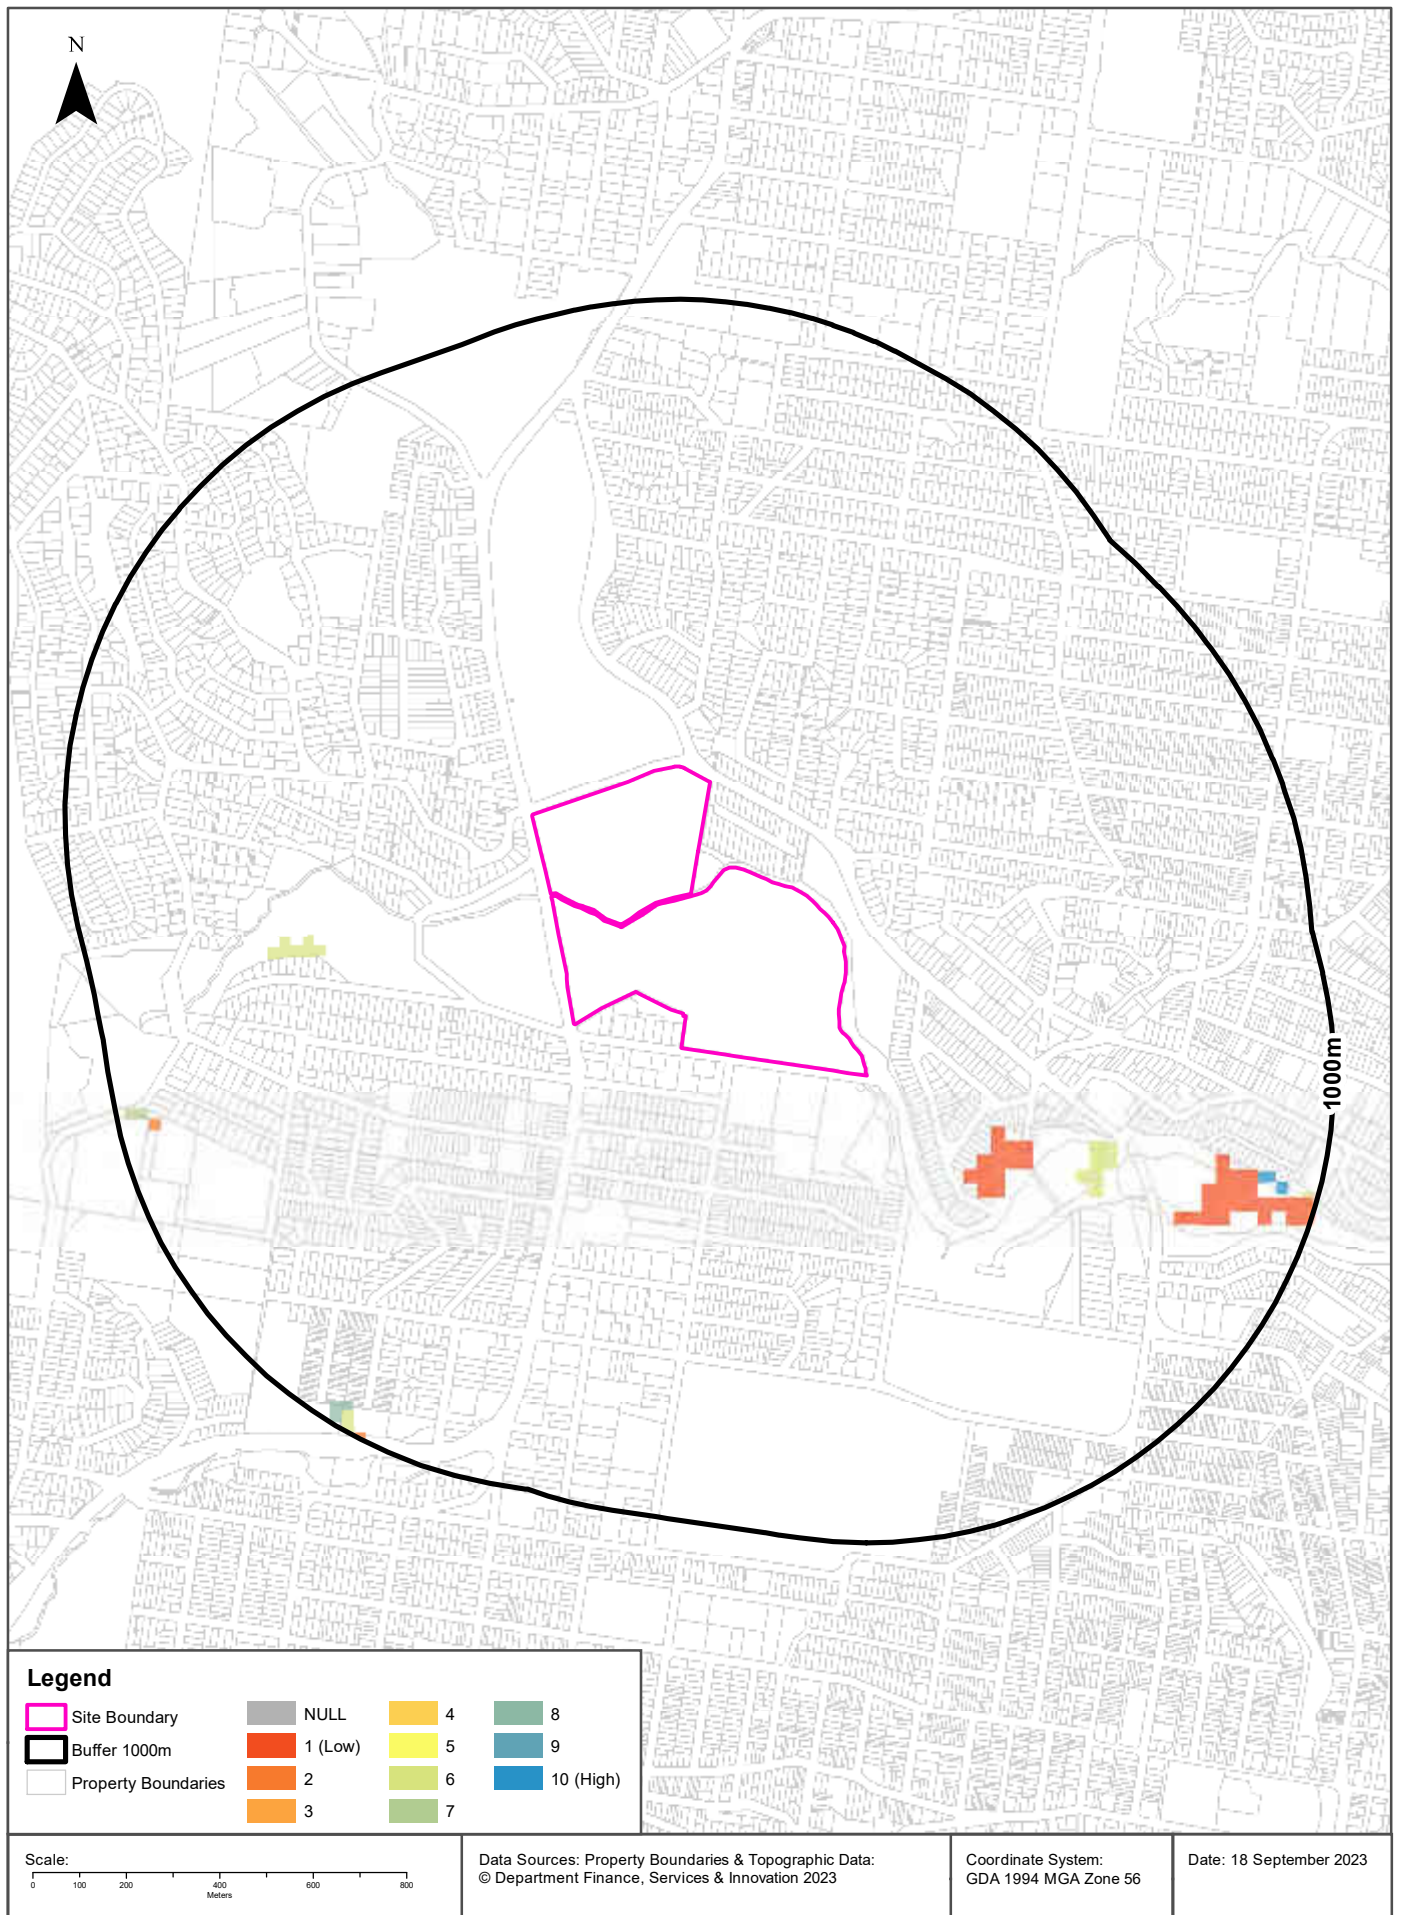 N
1000m
Legend
Site Boundary
Buffer 1000m
Property Boundaries
NULL
1 (Low)
2
3
4
5
6
7
8
9
10 (High)
Scale:
0 100 200 400 600 800
Meters
Data Sources: Property Boundaries & Topographic Data:
© Department Finance, Services & Innovation 2023
Coordinate System:
GDA 1994 MGA Zone 56
Date: 18 September 2023